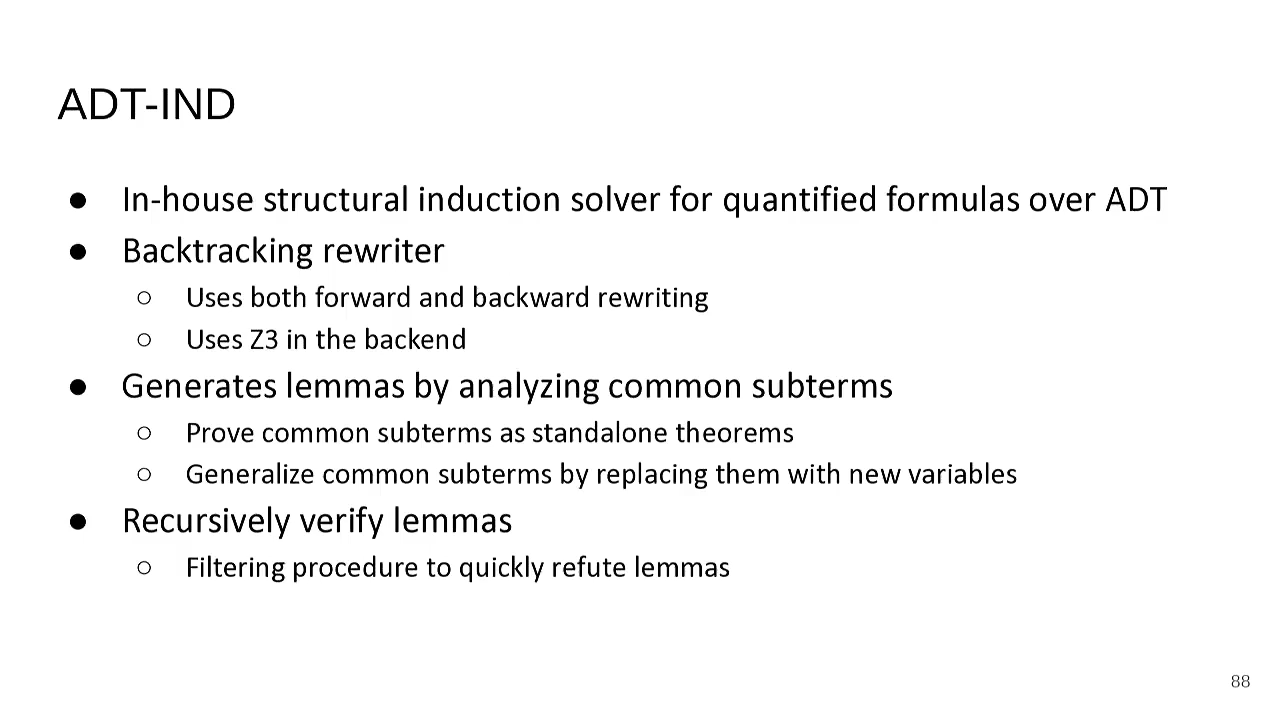 ADT-IND
● In-house structural induction solver for quantified formulas over ADT
● Backtracking rewriter
○ Uses both forward and backward rewriting
○ Uses Z3 in the backend
● Generates lemmas by analyzing common subterms
○ Prove common subterms as standalone theorems
○ Generalize common subterms by replacing them with new variables
● Recursively verify lemmas
○ Filtering procedure to quickly refute lemmas
88